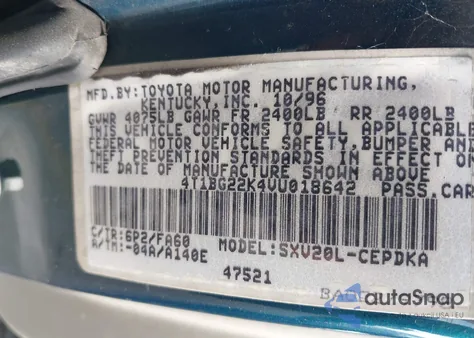 MFD.BY:TOYOTA MOTOR MANUFACTURING,
KENTUCKY,INC. 10/96
GVWR 4075LB GAWR FR 2400LB RR 2400LB
THIS VEHICLE CONFORMS TO ALL APPLICABLE
FEDERAL MOTOR VEHICLE SAFETY, BUMPER AND
THEFT PREVENTION STANDARDS IN EFFECT ON
THE DATE OF MANUFACTURE SHOWN ABOVE
4T1BG22K4VU018642 PASS.CAR
C/TR:6P2/FA60 MODEL:SXV20L-CEPDKA
A/TM:-04A/A140E
47521
autoSnap